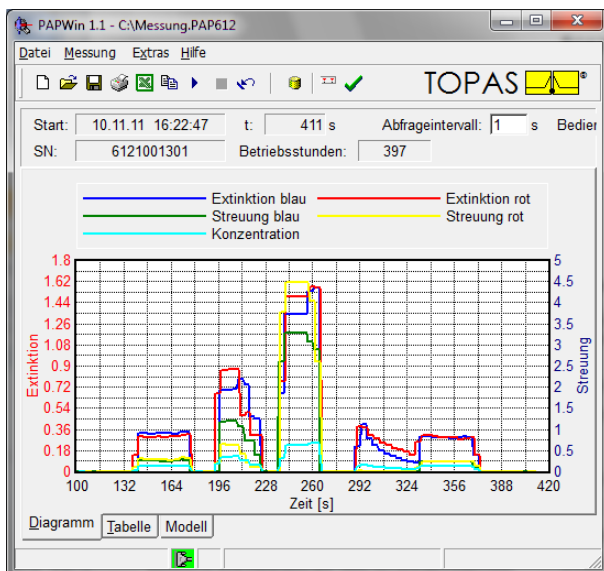 PAPWin 1.1 - C:\Messung.PAP612
Datei Messung Extras Hilfe
TOPAS ®
Start: 10.11.11 16:22:47 t: 411 s Abfrageintervall: 1 s Bedier
SN: 6121001301 Betriebsstunden: 397
Extinktion blau Extinktion rot
Streuung blau Streuung rot
Konzentration
1.8 5
1.62 4.5
1.44 4
1.26 3.5
1.08 3
0.9 2.5
0.72 2
0.54 1.5
0.36 1
0.18 0.5
0 0
Extinktion
Streuung
100 132 164 196 228 260 292 324 356 388 420
Zeit [s]
Diagramm Tabelle Modell